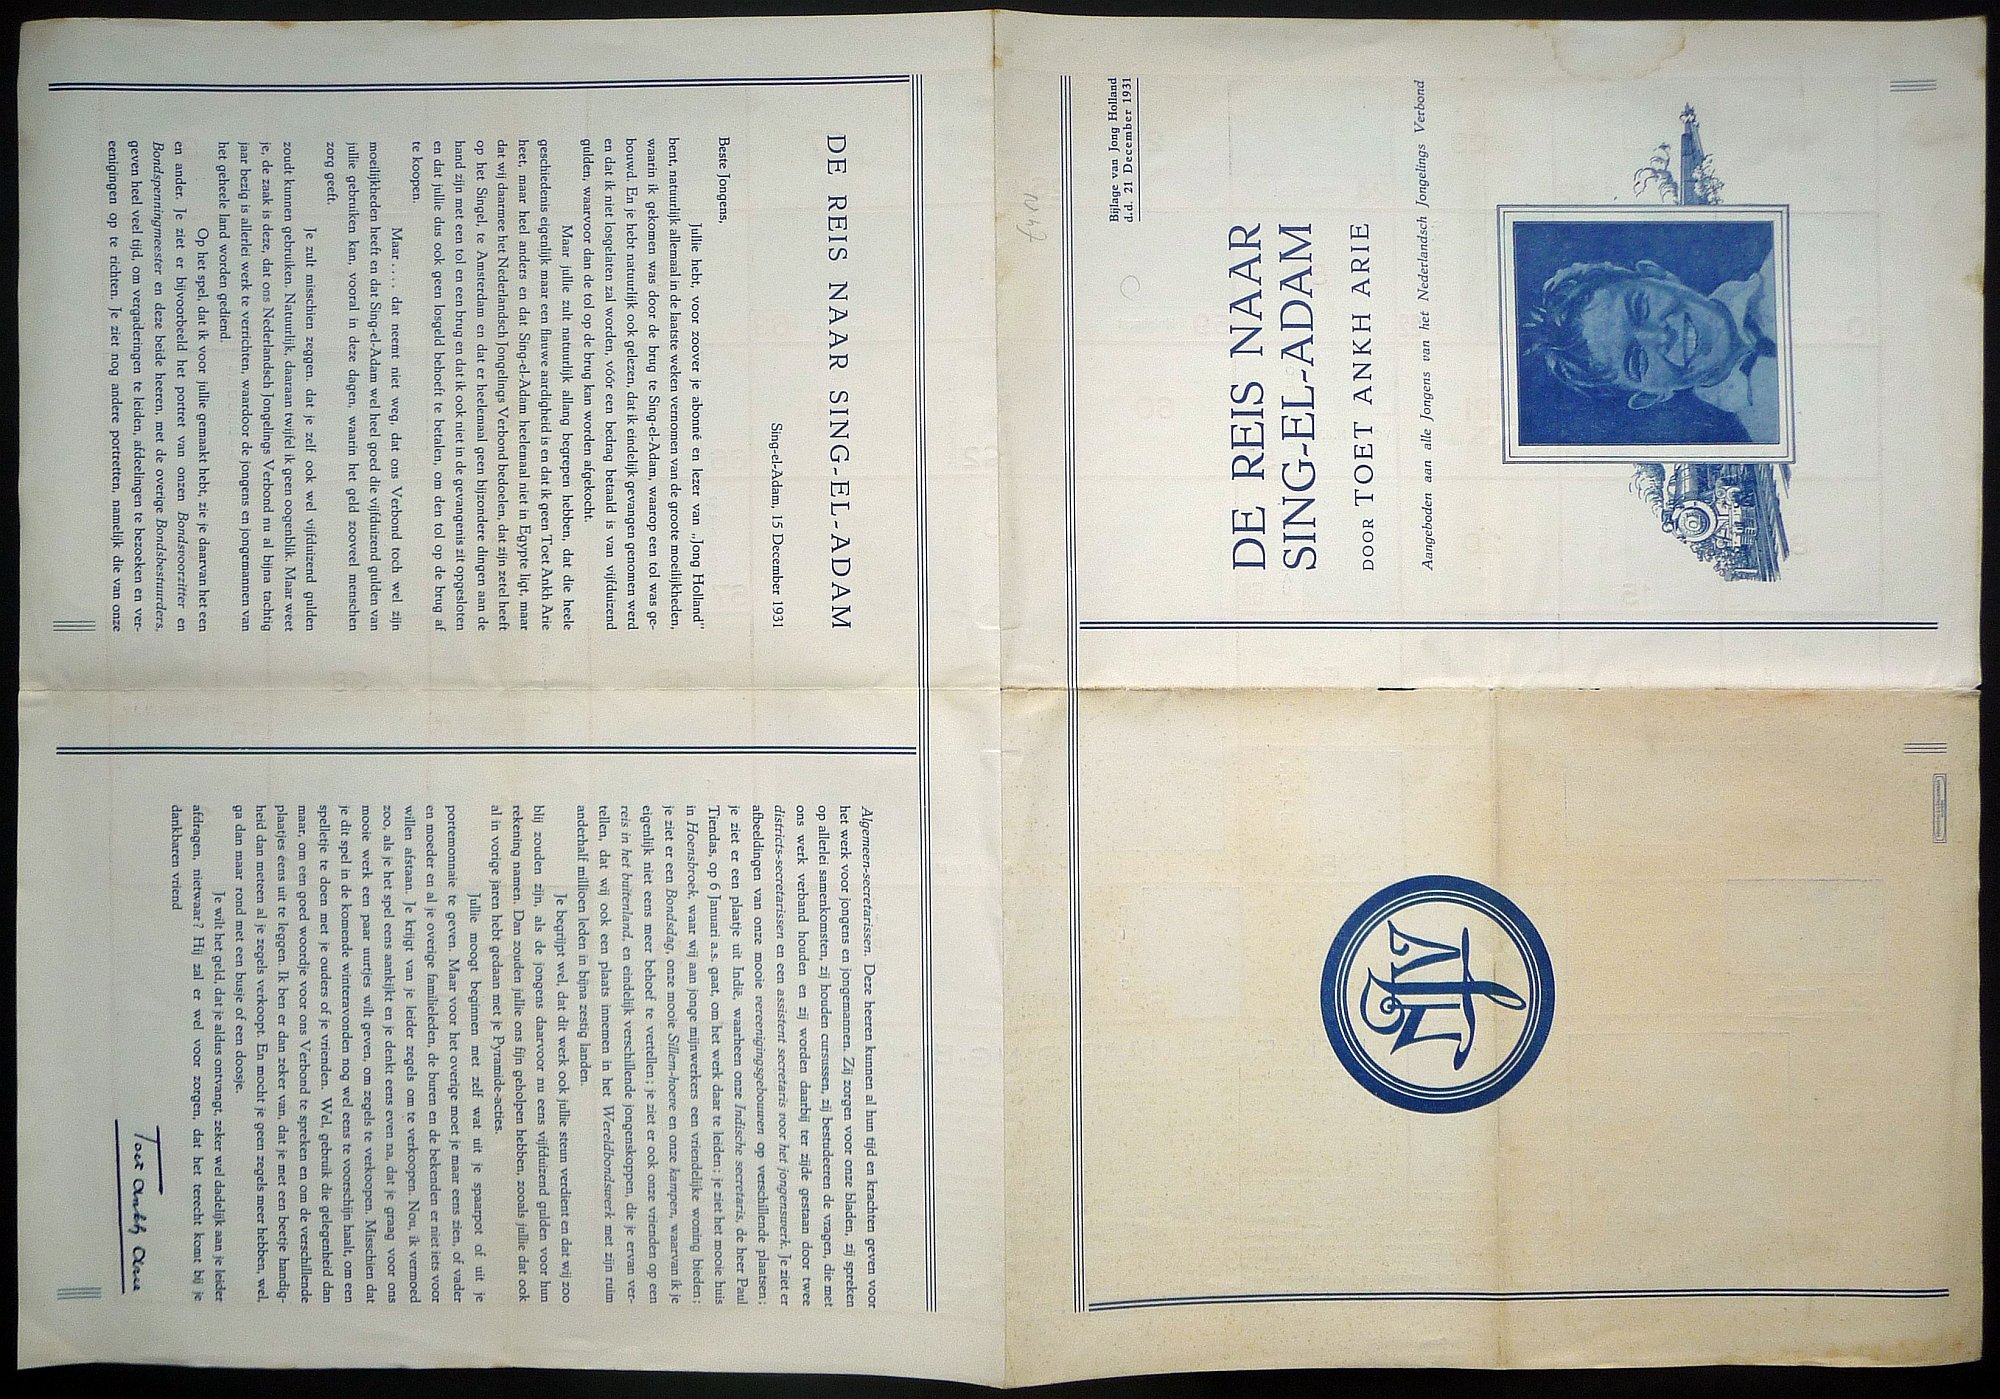 Bijlage van Jong Holland
d.d. 21 December 1931
DE REIS NAAR
SING-EL-ADAM
DOOR TOET ANKH ARIE
Aangeboden aan alle Jongens van het Nederlandsch Jongelings Verbond
DE REIS NAAR SING-EL-ADAM
Sing-el-Adam, 15 December 1931
Beste Jongens,
Jullie hebt, voor zoover je abonné en lezer van „Jong Holland"
bent, natuurlijk allemaal in de laatste weken vernomen van de groote moeilijkheden,
waarin ik gekomen was door de brug te Sing-el-Adam, waarop een tol was ge-
bouwd. En je hebt natuurlijk ook gelezen, dat ik eindelijk gevangen genomen werd
en dat ik niet losgelaten zal worden, vóór een bedrag betaald is van vijfduizend
gulden, waarvoor dan de tol op de brug kan worden afgekocht.
Maar jullie zult natuurlijk allang begrepen hebben, dat die heele
geschiedenis eigenlijk maar een flauwe aardigheid is en dat ik geen Toet Ankh Arie
heet, maar heel anders en dat Sing-el-Adam heelemaal niet in Egypte ligt, maar
dat wij daarmee het Nederlandsch Jongelings Verbond bedoelen, dat zijn zetel heeft
op het Singel, te Amsterdam en dat er heelemaal geen bijzondere dingen aan de
hand zijn met een tol en een brug en dat ik ook niet in de gevangenis zit opgesloten
en dat jullie dus ook geen losgeld behoeft te betalen, om den tol op de brug af
te koopen.
Maar . . . . dat neemt niet weg, dat ons Verbond toch wel zijn
moeilijkheden heeft en dat Sing-el-Adam wel heel goed die vijfduizend gulden van
jullie gebruiken kan, vooral in deze dagen, waarin het geld zooveel menschen
zorg geeft.
Je zult misschien zeggen, dat je zelf ook wel vijfduizend gulden
zoudt kunnen gebruiken. Natuurlijk, daaraan twijfel ik geen oogenblik. Maar weet
je, de zaak is deze, dat ons Nederlandsch Jongelings Verbond nu al bijna tachtig
jaar bezig is allerlei werk te verrichten, waardoor de jongens en jongemannen van
het geheele land worden gediend.
Op het spel, dat ik voor jullie gemaakt hebt, zie je daarvan het een
en ander. Je ziet er bijvoorbeeld het portret van onzen Bondsvoorzitter en
Bondspenningmeester en deze beide heeren, met de overige Bondsbestuurders,
geven heel veel tijd, om vergaderingen te leiden, afdeelingen te bezoeken en ver-
eenigingen op te richten. Je ziet nog andere portretten, namelijk die van onze
Algemeen-secretarissen. Deze heeren kunnen al hun tijd en krachten geven voor
het werk voor jongens en jongemannen. Zij zorgen voor onze bladen, zij spreken
op allerlei samenkomsten, zij houden cursussen, zij bestudeeren de vragen, die met
ons werk verband houden en zij worden daarbij ter zijde gestaan door twee
districts-secretarissen en een assistent secretaris voor het jongenswerk. Je ziet er
afbeeldingen van onze mooie vereenigingsgebouwen op verschillende plaatsen;
je ziet er een plaatje uit Indië, waarheen onze Indische secretaris, de heer Paul
Tiendas, op 6 Januari a.s. gaat, om het werk daar te leiden; je ziet het mooie huis
in Hoensbroek, waar wij aan jonge mijnwerkers een vriendelijke woning bieden;
je ziet er een Bondsdag, onze mooie Sillem-hoeve en onze kampen, waarvan ik je
eigenlijk niet eens meer behoef te vertellen; je ziet er ook onze vrienden op een
reis in het buitenland, en eindelijk verschillende jongenskoppen, die je ervan ver-
tellen, dat wij ook een plaats innemen in het Wereldbondswerk met zijn ruim
anderhalf millioen leden in bijna zestig landen.
Je begrijpt wel, dat dit werk ook jullie steun verdient en dat wij zoo
blij zouden zijn, als de jongens daarvoor nu eens vijfduizend gulden voor hun
rekening namen. Dan zouden jullie ons fijn geholpen hebben, zooals jullie dat ook
al in vorige jaren hebt gedaan met je Pyramide-acties.
Jullie moogt beginnen met zelf wat uit je spaarpot of uit je
portemonnaie te geven. Maar voor het overige moet je maar eens zien, of vader
en moeder en al je overige familieleden, de buren en de bekenden er niet iets voor
willen afstaan. Je krijgt van je leider zegels om te verkoopen. Nou, ik vermoed
zoo, als je het spel eens aankijkt en je denkt eens even na, dat je graag voor ons
mooie werk een paar uurtjes wilt geven, om zegels te verkoopen. Misschien dat
je dit spel in de komende winteravonden nog wel eens te voorschijn haalt, om een
spelletje te doen met je ouders of je vrienden. Wel, gebruik die gelegenheid dan
maar, om een goed woordje voor ons Verbond te spreken en om de verschillende
plaatjes eens uit te leggen. Ik ben er dan zeker van, dat je met een beetje handig-
heid dan meteen al je zegels verkoopt. En mocht je geen zegels meer hebben, wel,
ga dan maar rond met een busje of een doosje.
Je wilt het geld, dat je aldus ontvangt, zeker wel dadelijk aan je leider
afdragen, nietwaar? Hij zal er wel voor zorgen, dat het terecht komt bij je
dankbaren vriend
Toet Ankh Arie